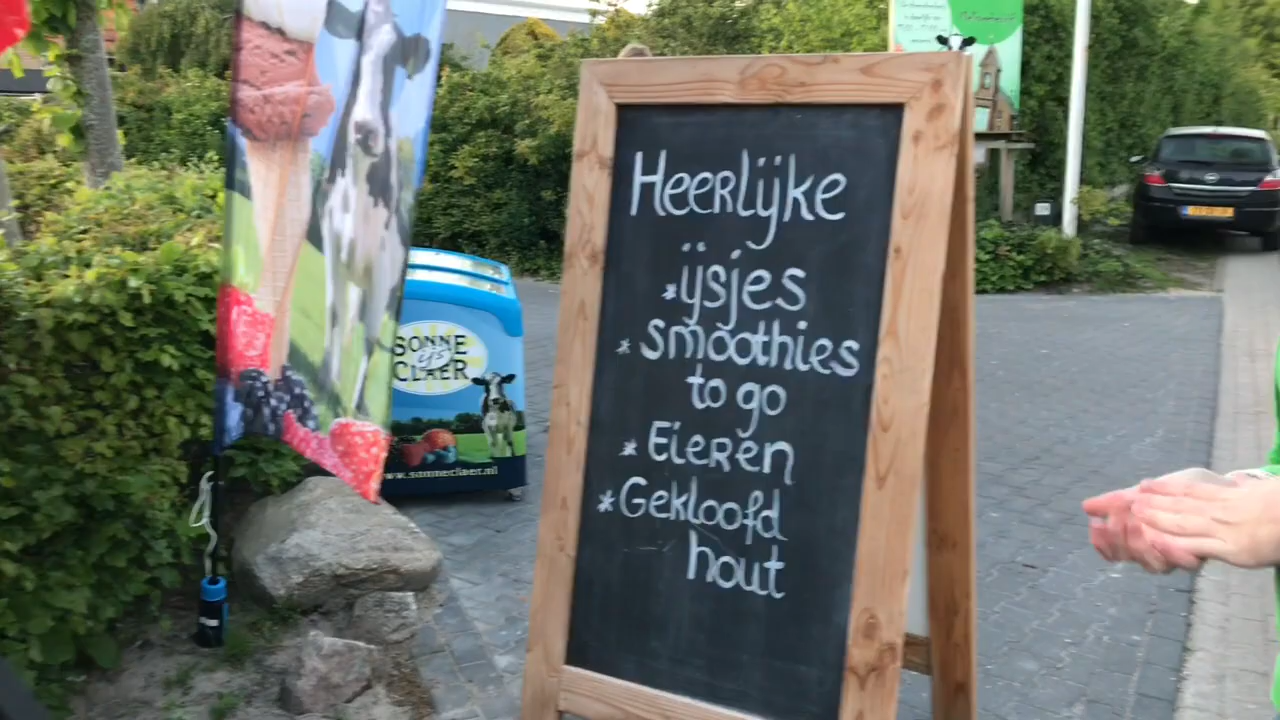 Heerlijke
*ijsjes
* smoothies
to go
* Eieren
* Gekloofd
hout
SONNE
ijs
CLAER
www.sonneclaer.nl